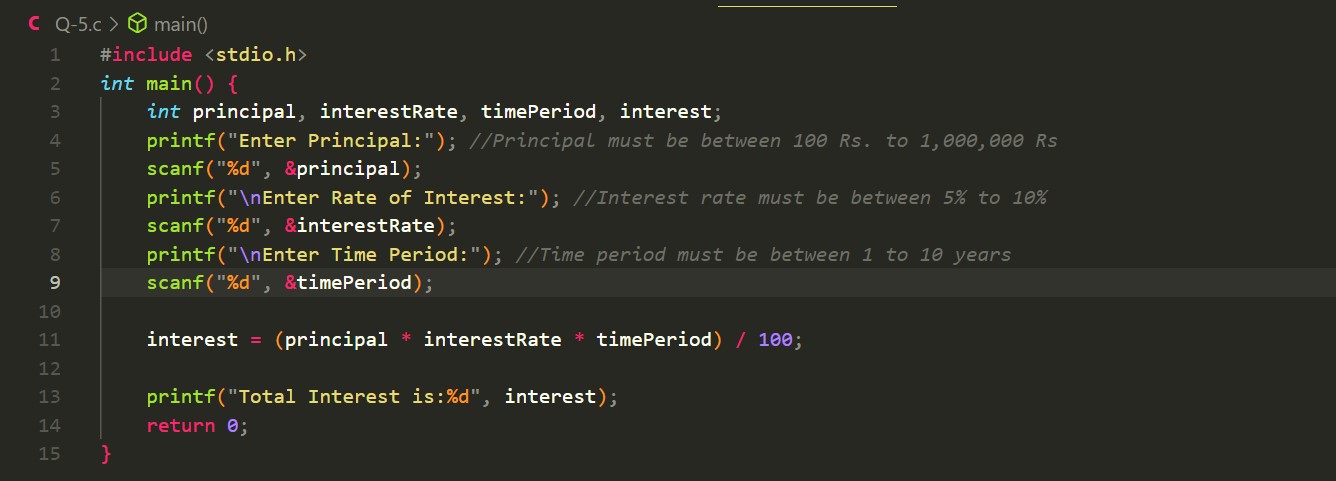 C Q-5.c > main()
1 #include <stdio.h>
2 int main() {
3     int principal, interestRate, timePeriod, interest;
4     printf("Enter Principal:"); //Principal must be between 100 Rs. to 1,000,000 Rs
5     scanf("%d", &principal);
6     printf("\nEnter Rate of Interest:"); //Interest rate must be between 5% to 10%
7     scanf("%d", &interestRate);
8     printf("\nEnter Time Period:"); //Time period must be between 1 to 10 years
9     scanf("%d", &timePeriod);
10
11     interest = (principal * interestRate * timePeriod) / 100;
12
13     printf("Total Interest is:%d", interest);
14     return 0;
15 }